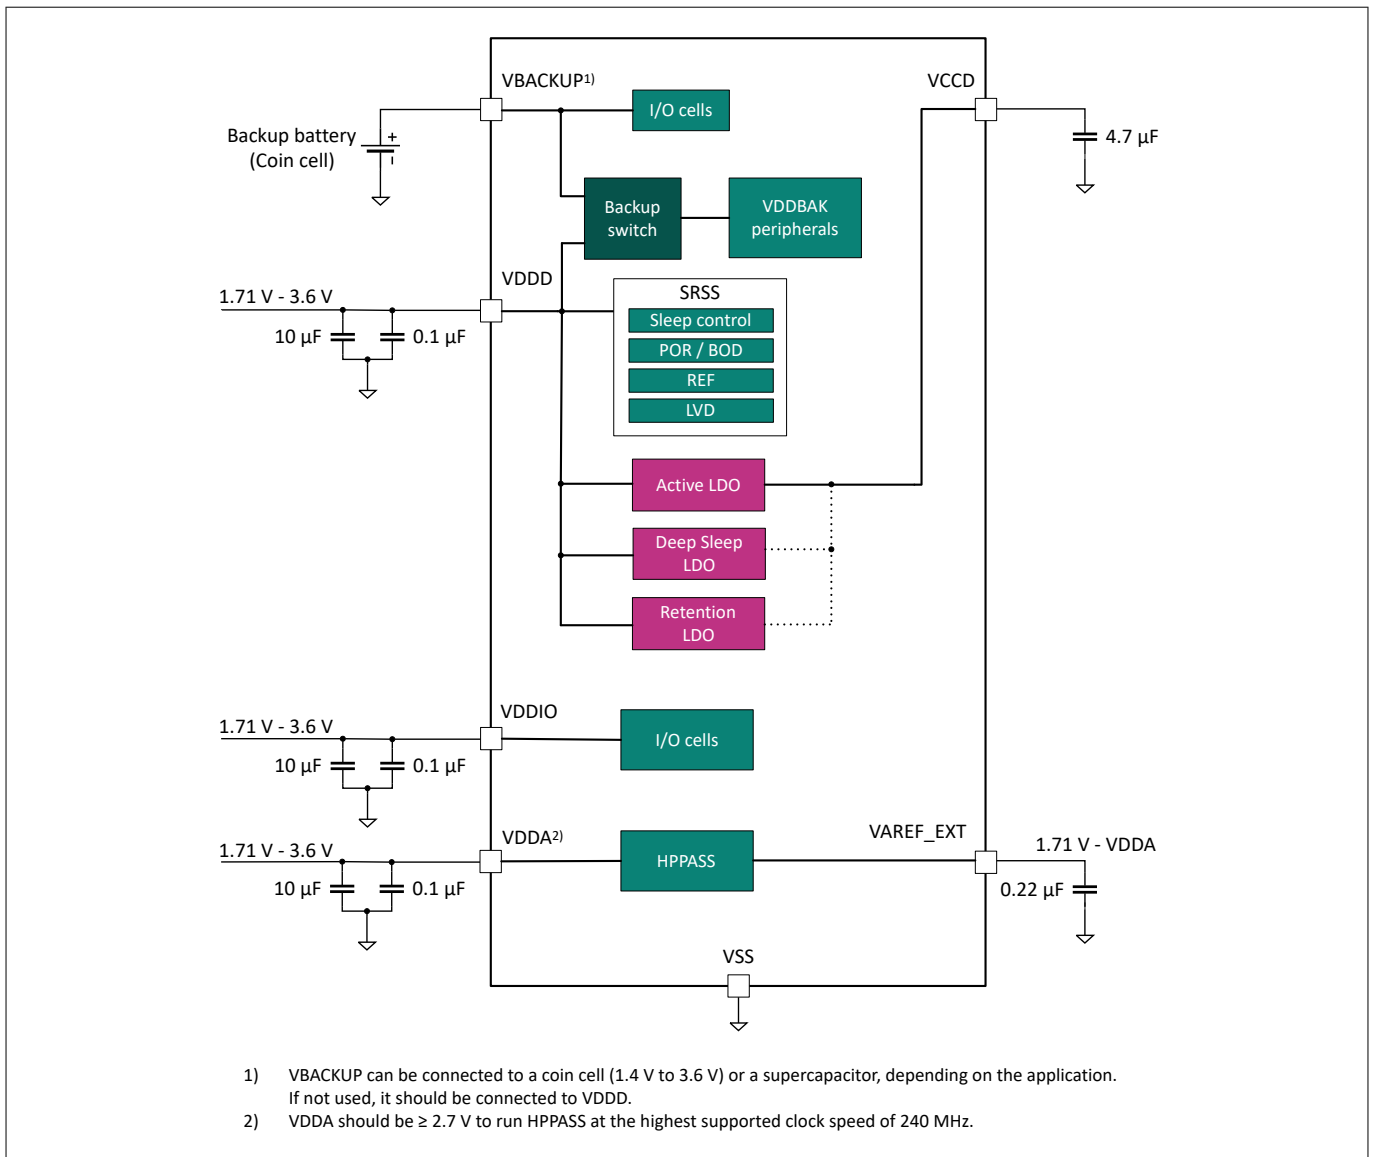 VBACKUP1)
VCCD
I/O cells
Backup battery
(Coin cell)
+
-
4.7 µF
Backup
switch
VDDBAK
peripherals
VDDD
1.71 V - 3.6 V
10 µF
0.1 µF
SRSS
Sleep control
POR / BOD
REF
LVD
Active LDO
Deep Sleep
LDO
Retention
LDO
VDDIO
1.71 V - 3.6 V
10 µF
0.1 µF
I/O cells
VDDA2)
1.71 V - 3.6 V
10 µF
0.1 µF
HPPASS
VAREF_EXT
1.71 V - VDDA
0.22 µF
VSS
1) VBACKUP can be connected to a coin cell (1.4 V to 3.6 V) or a supercapacitor, depending on the application.
If not used, it should be connected to VDDD.
2) VDDA should be ≥ 2.7 V to run HPPASS at the highest supported clock speed of 240 MHz.